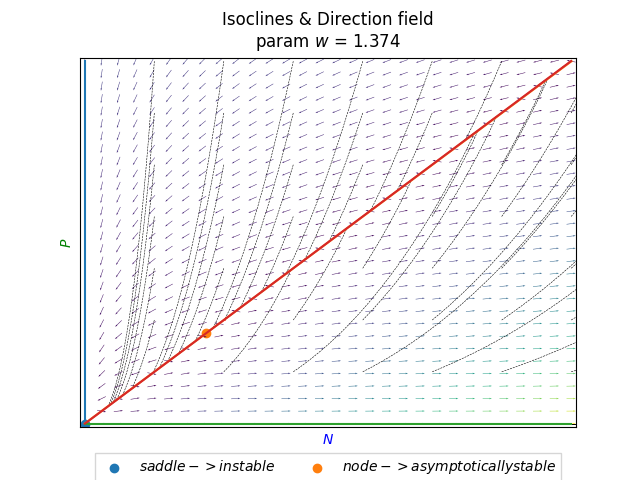 Isoclines & Direction field
param w = 1.374
P
N
saddle -> instable
node -> asymptoticallystable